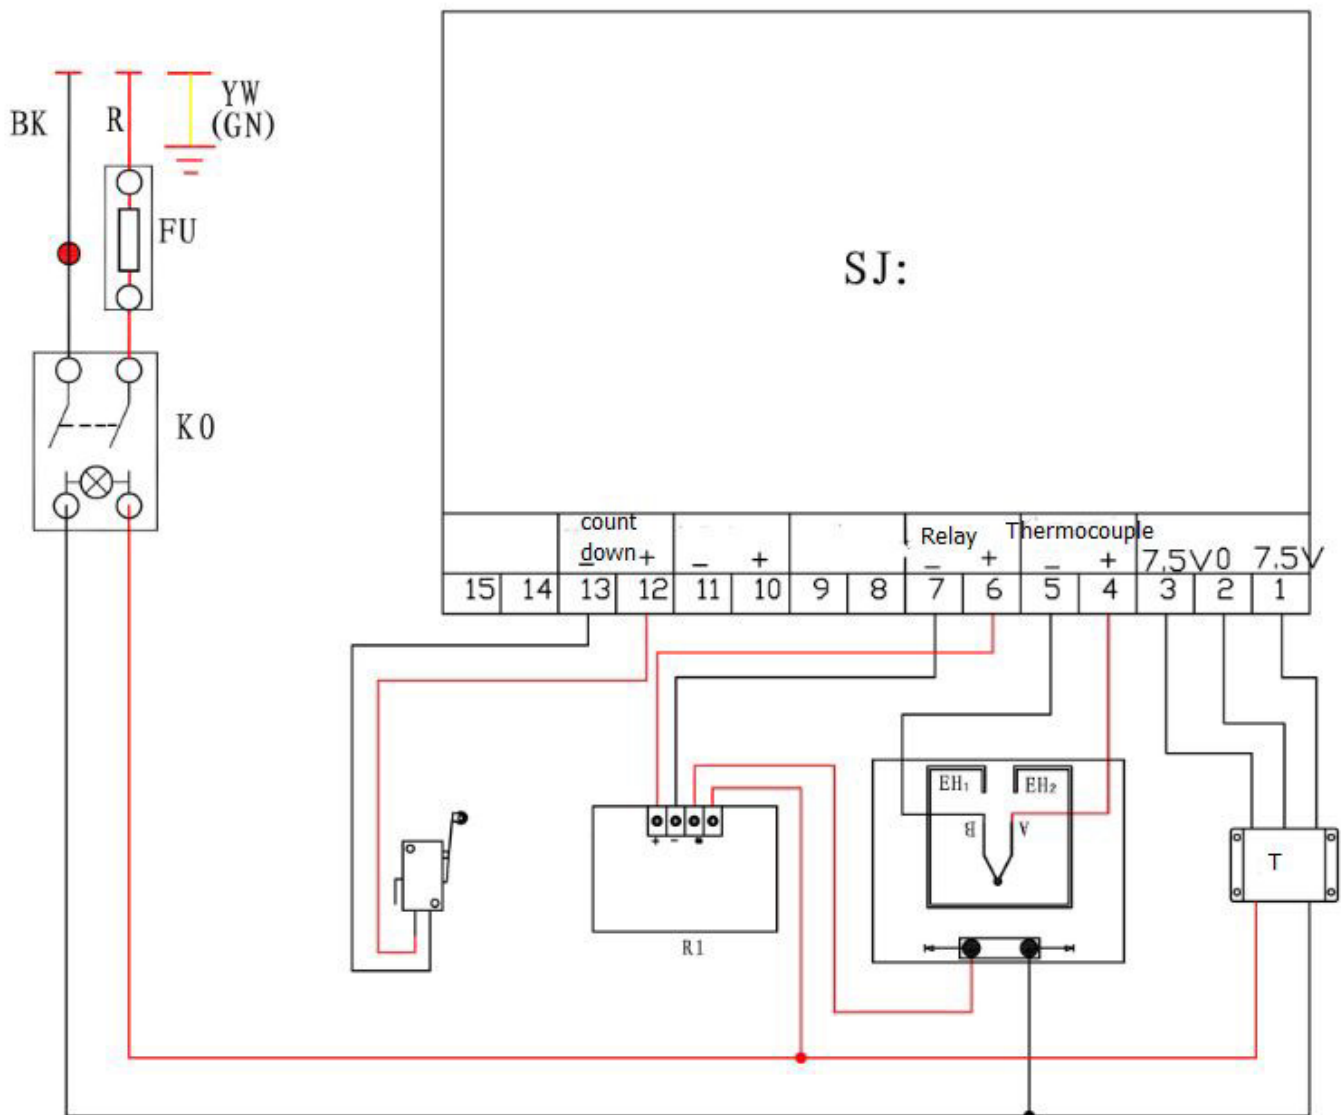 BK
R
YW
(GN)
FU
K0
SJ:
count
down
- +
- +
Relay
- +
Thermocouple
- +
7.5V 0 7.5V
15 14 13 12 11 10 9 8 7 6 5 4 3 2 1
EH1
EH2
B
A
T
+ -
R1